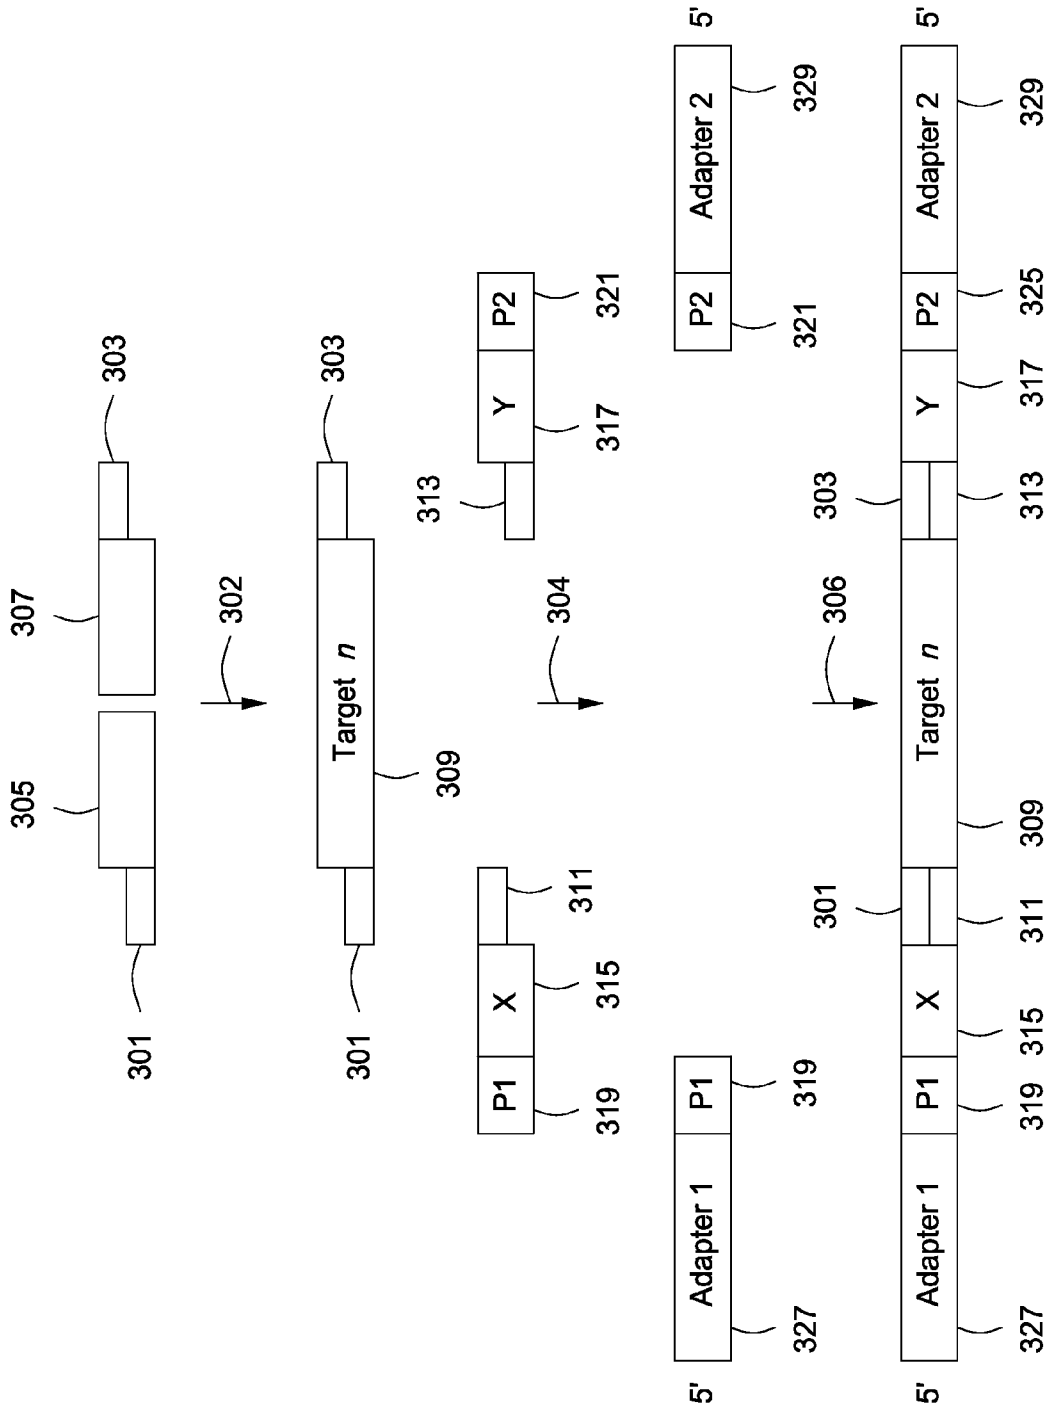 305 307
303
301
302
303
Target n
301
309
313
P1 X Y P2
304
311
319 315 317 321
5' Adapter 1 P1 P2 Adapter 2 5'
327 319 321 329
306
301 303
5' Adapter 1 P1 X Target n Y P2 Adapter 2 5'
327 319 315 311 309 313 317 325 329